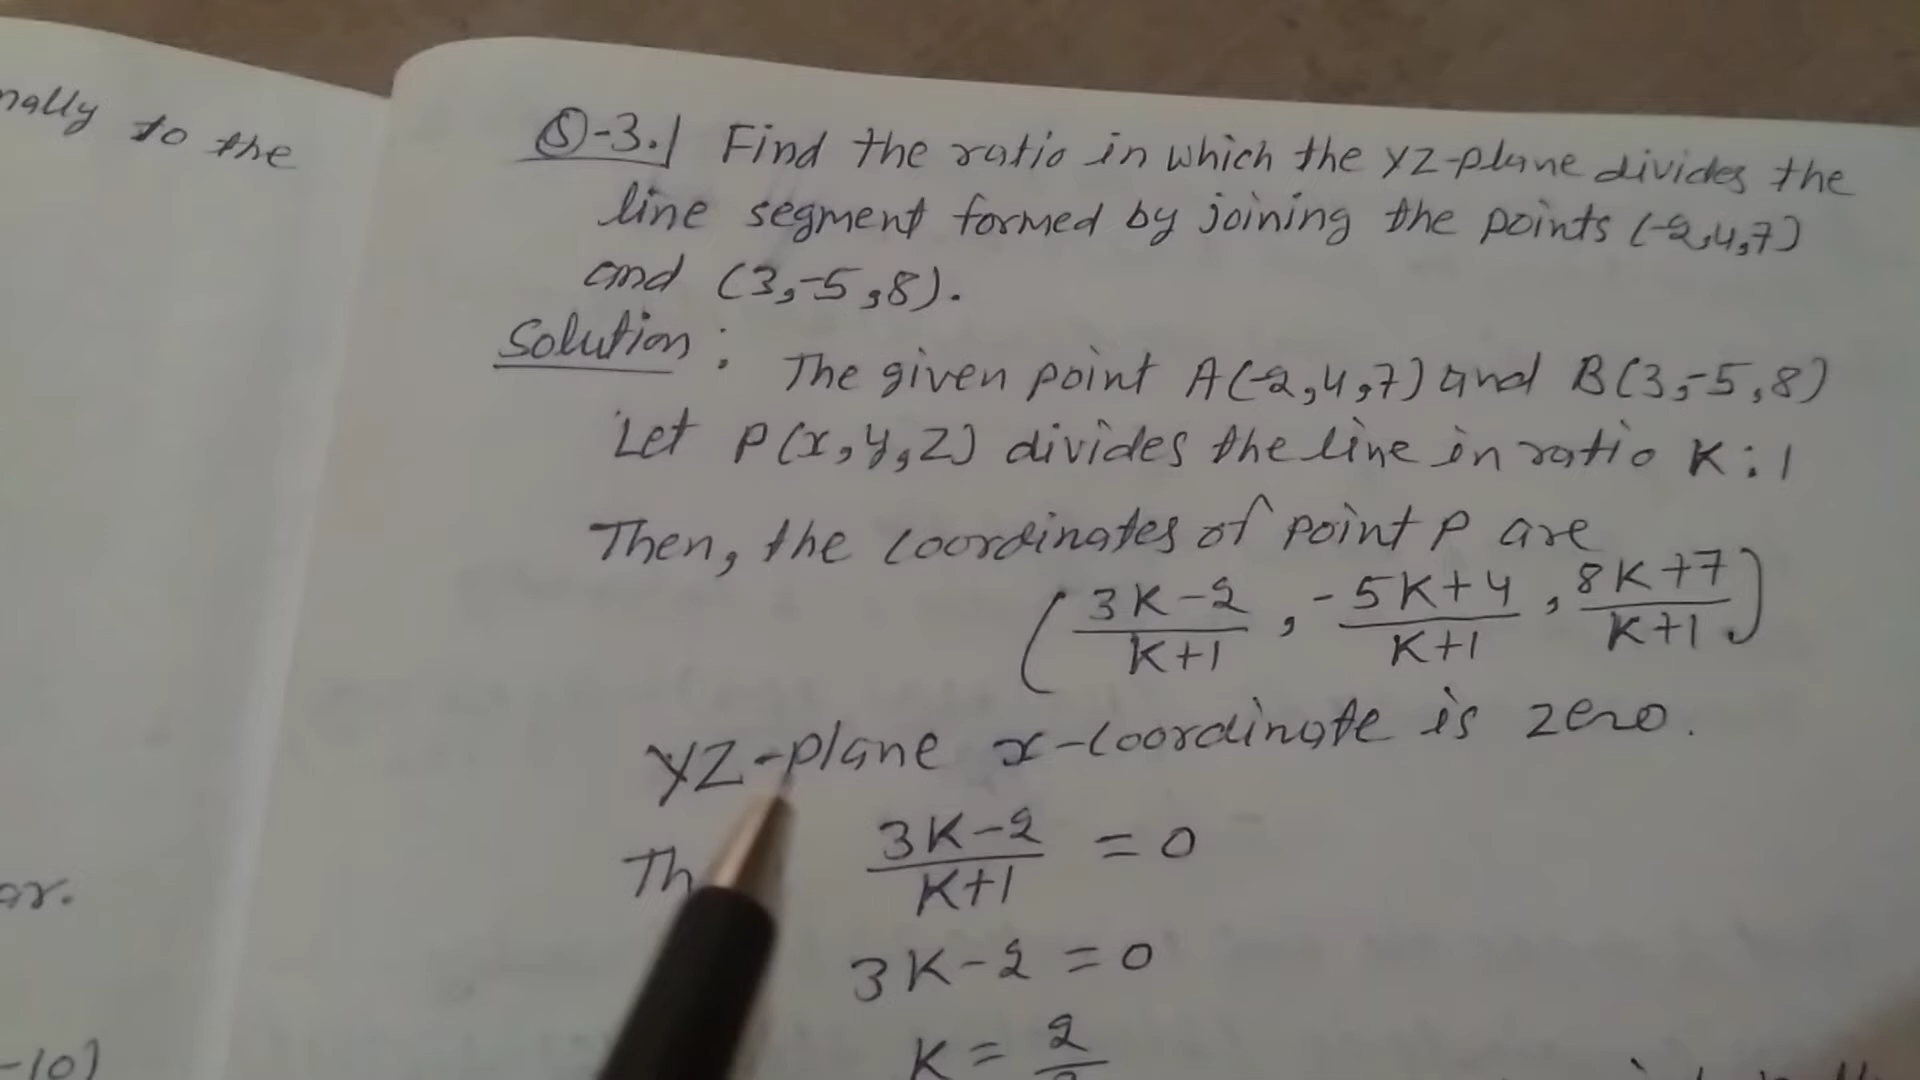 nally to the
ar.
-10)
Q-3. Find the ratio in which the YZ-plane divides the
line segment formed by joining the points (-2,4,7)
and (3,-5,8).
Solution : The given point A(-2,4,7) and B(3,-5,8)
Let P(x,y,z) divides the line in ratio K:1
Then, the coordinates of point P are
(3K-2/K+1, -5K+4/K+1, 8K+7/K+1)
YZ-plane x-coordinate is zero.
Th 3K-2/K+1 = 0
3K-2 = 0
K = 2